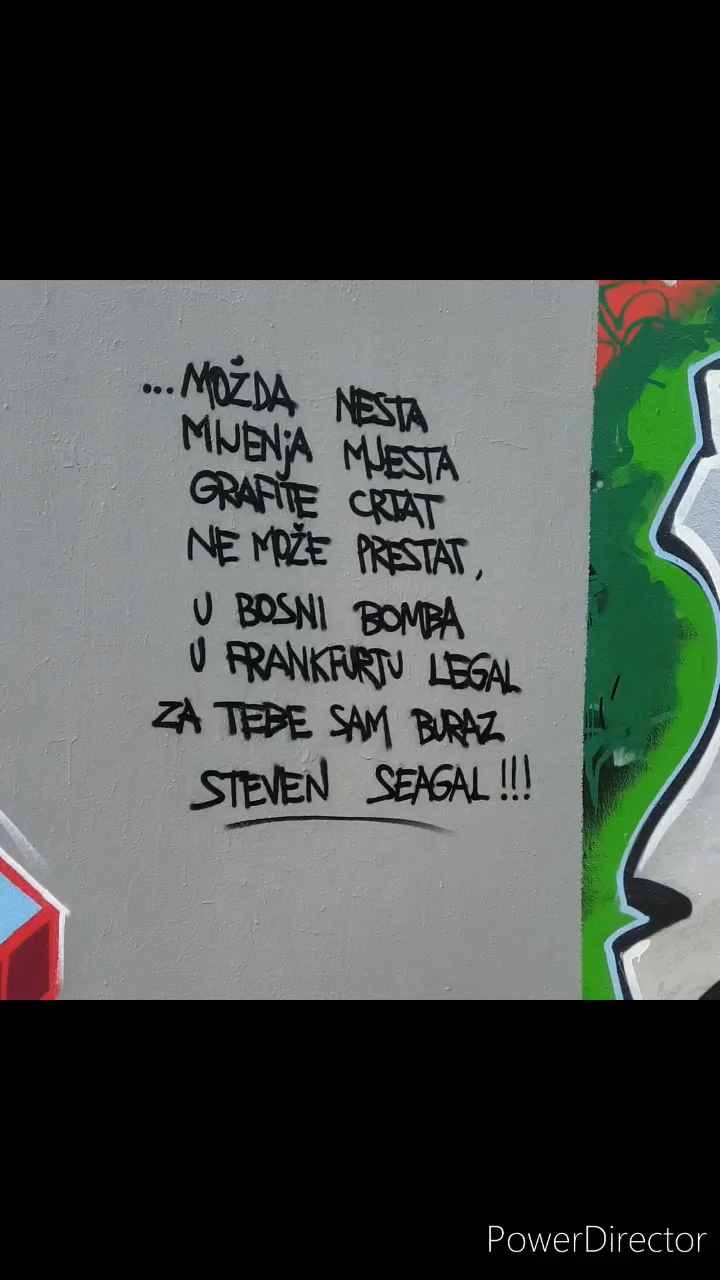 ...MOŽDA NESTA
MIJENjA MJESTA
GRAFITE CRTAT
NE MOŽE PRESTAT,
U BOSNI BOMBA
U FRANKFURTU LEGAL
ZA TEBE SAM BURAZ
STEVEN SEAGAL!!!
PowerDirector